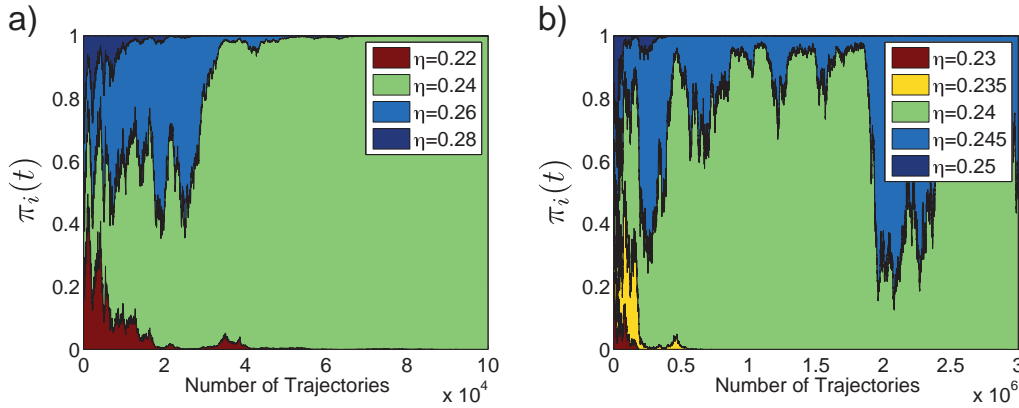 a)
π_i(t)
1
0.8
0.6
0.4
0.2
0
η=0.22
η=0.24
η=0.26
η=0.28
0 2 4 6 8 10
Number of Trajectories
x 10^4
b)
π_i(t)
1
0.8
0.6
0.4
0.2
0
η=0.23
η=0.235
η=0.24
η=0.245
η=0.25
0 0.5 1 1.5 2 2.5 3
Number of Trajectories
x 10^6